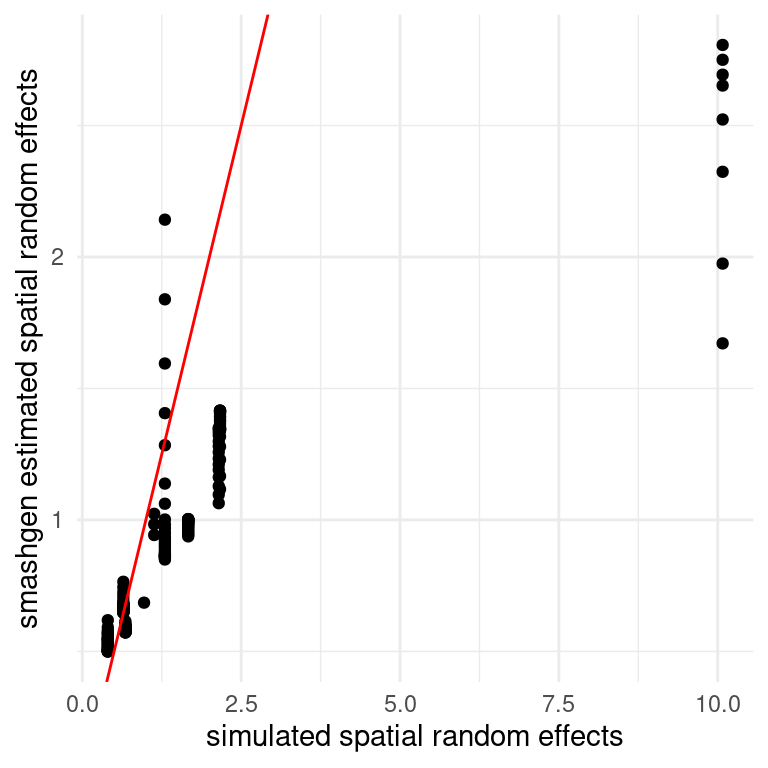 smashgen estimated spatial random effects
2
1
0.0 2.5 5.0 7.5 10.0
simulated spatial random effects